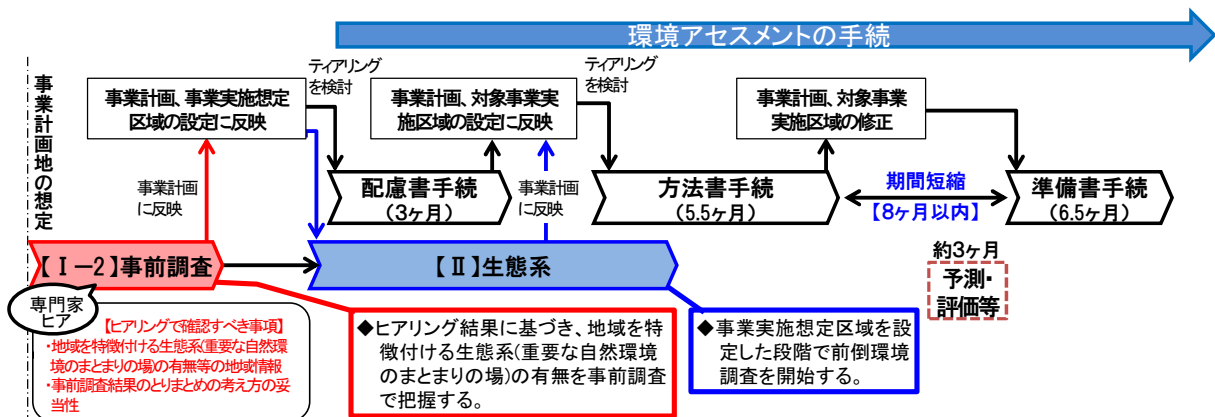 環境アセスメントの手続
事業計画地の想定
ティアリング
を検討
ティアリング
を検討
事業計画、事業実施想定
区域の設定に反映
事業計画、対象事業実
施区域の設定に反映
事業計画、対象事業
実施区域の修正
事業計画
に反映
配慮書手続
(3ヶ月)
事業計画
に反映
方法書手続
(5.5ヶ月)
期間短縮
【8ヶ月以内】
準備書手続
(6.5ヶ月)
【Ⅰ-2】事前調査
【Ⅱ】生態系
約3ヶ月
予測・
評価等
専門家
ヒア
【ヒアリングで確認すべき事項】
・地域を特徴付ける生態系(重要な自然環
境のまとまりの場)の有無等の地域情報
・事前調査結果のとりまとめの考え方の妥
当性
◆ヒアリング結果に基づき、地域を特
徴付ける生態系(重要な自然環境
のまとまりの場)の有無を事前調査
で把握する。
◆事業実施想定区域を設
定した段階で前倒環境
調査を開始する。